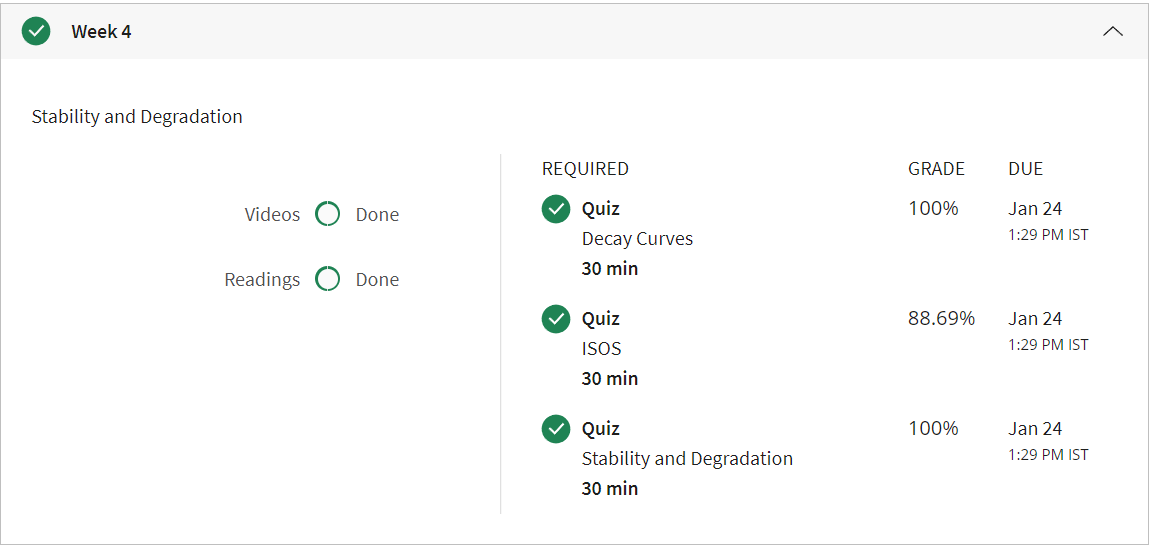 Week 4
Stability and Degradation
Videos Done
Readings Done
REQUIRED GRADE DUE
Quiz 100% Jan 24
Decay Curves 1:29 PM IST
30 min
Quiz 88.69% Jan 24
ISOS 1:29 PM IST
30 min
Quiz 100% Jan 24
Stability and Degradation 1:29 PM IST
30 min